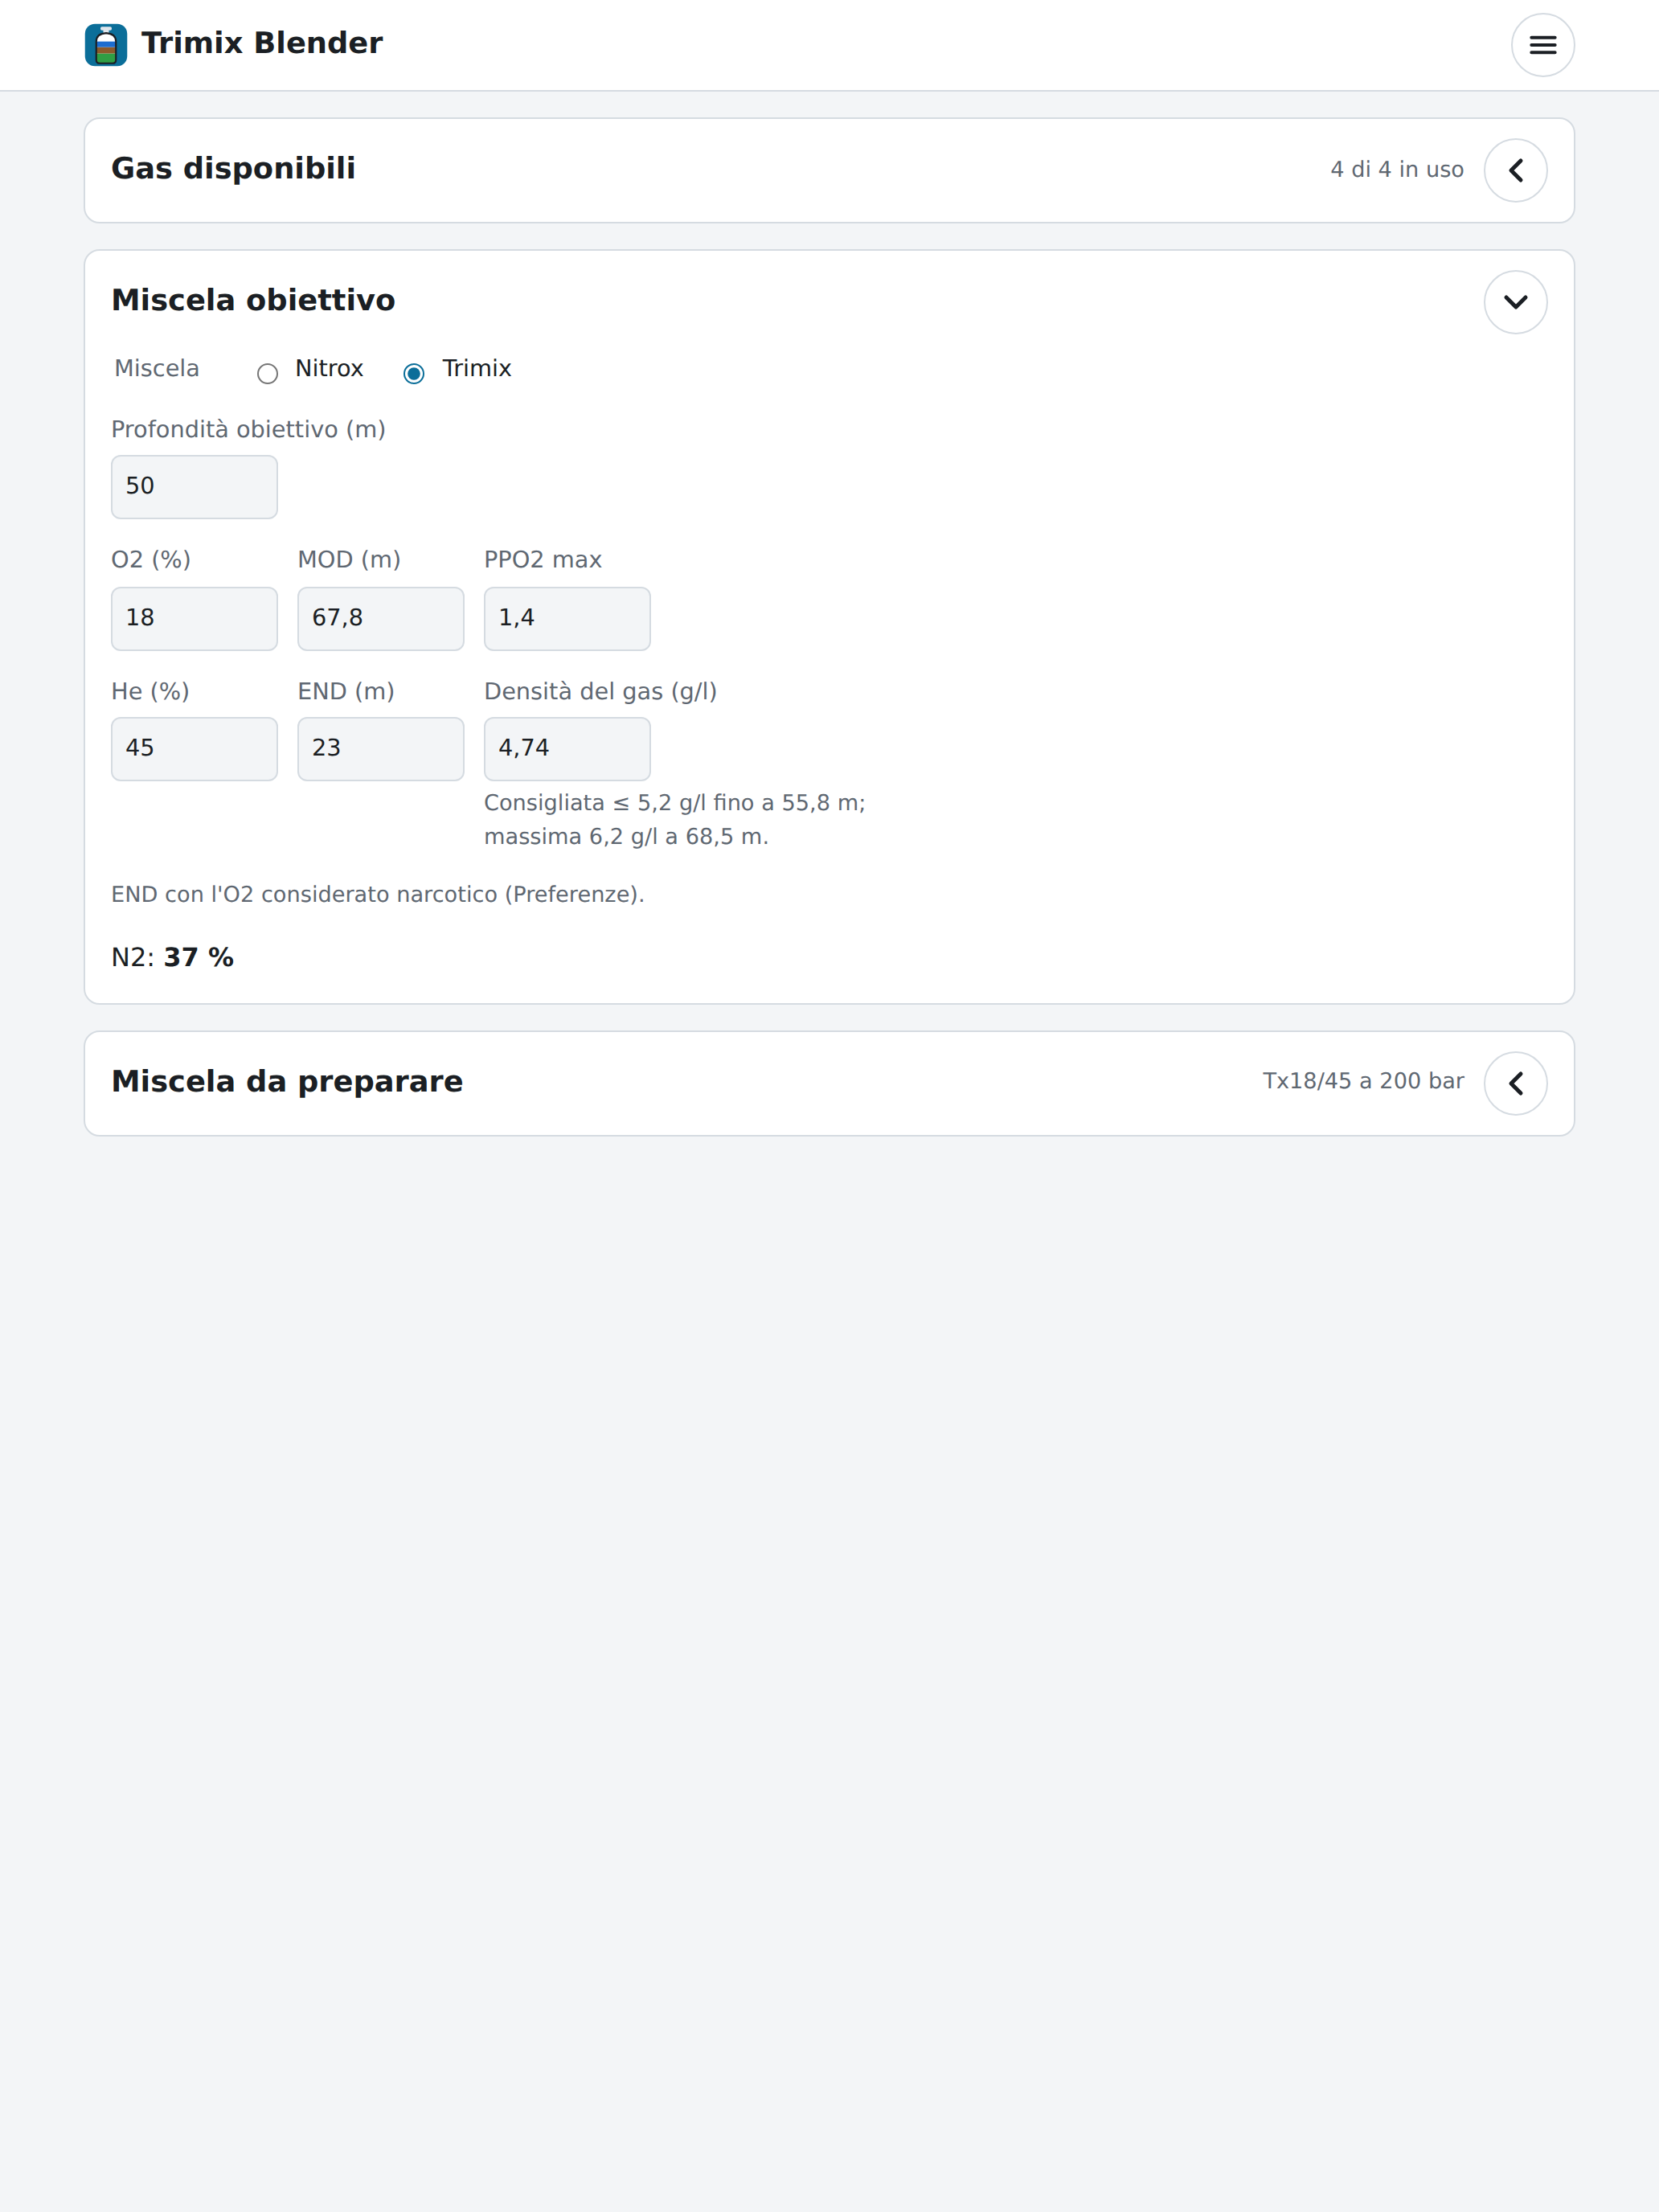 Trimix Blender
Gas disponibili
4 di 4 in uso
Miscela obiettivo
Miscela Nitrox Trimix
Profondità obiettivo (m)
50
O2 (%) MOD (m) PPO2 max
18 67,8 1,4
He (%) END (m) Densità del gas (g/l)
45 23 4,74
Consigliata ≤ 5,2 g/l fino a 55,8 m;
massima 6,2 g/l a 68,5 m.
END con l'O2 considerato narcotico (Preferenze).
N2: 37 %
Miscela da preparare
Tx18/45 a 200 bar